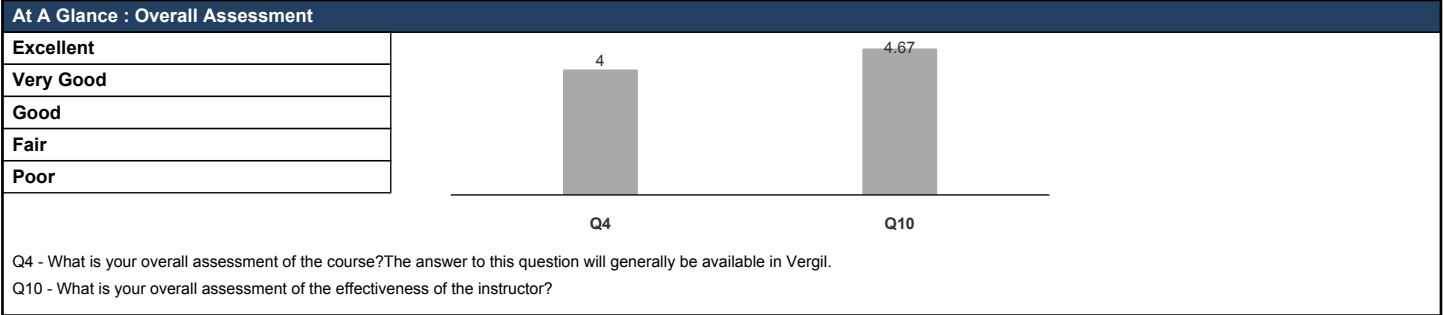 At A Glance : Overall Assessment
Excellent
Very Good
Good
Fair
Poor
4
4.67
Q4
Q10
Q4 - What is your overall assessment of the course?The answer to this question will generally be available in Vergil.
Q10 - What is your overall assessment of the effectiveness of the instructor?